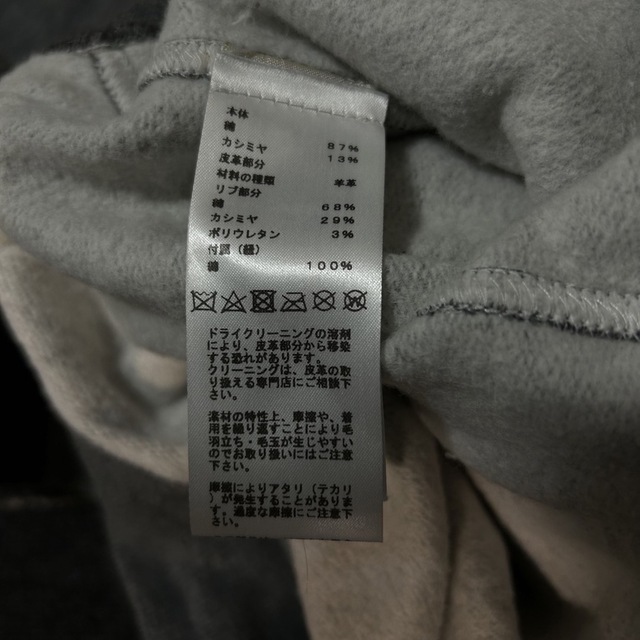 本体
綿 87%
カシミヤ 13%
皮革部分
材料の種類 羊革
リブ部分
綿 68%
カシミヤ 29%
ポリウレタン 3%
付属（紐）
綿 100%
W
ドライクリーニングの溶剤
により、皮革部分から移染
する恐れがあります。
クリーニングは、皮革の取
り扱える専門店にご相談下
さい。
素材の特性上、摩擦や、着
用を繰り返すことにより毛
羽立ち・毛玉が生じやすい
のでお取り扱いにはご注意
下さい。
摩擦によりアタリ（テカリ
）が発生することがありま
す。過度な摩擦にご注意下
さい。